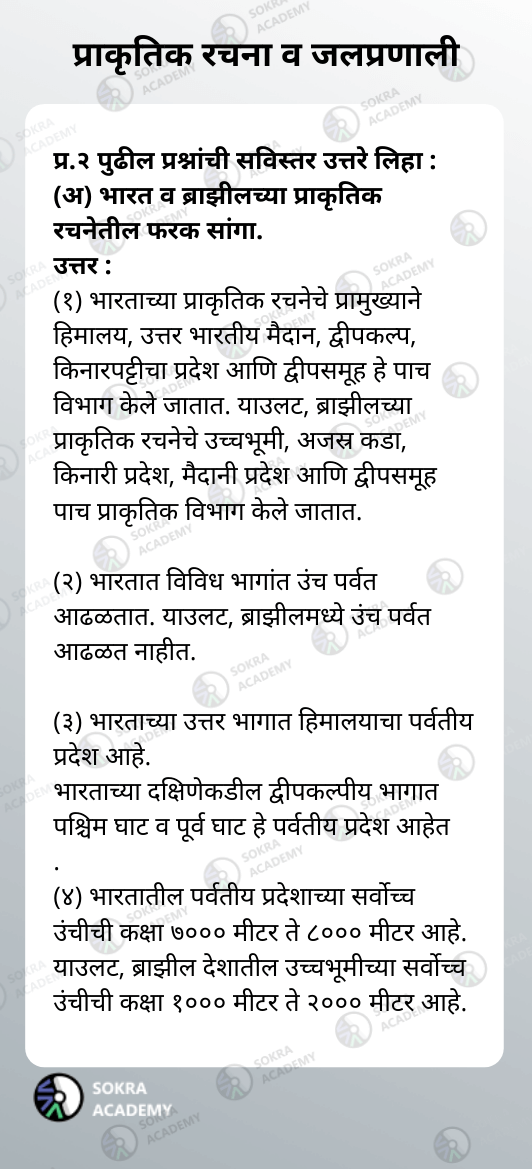 प्राकृतिक रचना व जलप्रणाली
प्र.२ पुढील प्रश्नांची सविस्तर उत्तरे लिहा :
(अ) भारत व ब्राझीलच्या प्राकृतिक
रचनेतील फरक सांगा.
उत्तर :
(१) भारताच्या प्राकृतिक रचनेचे प्रामुख्याने
हिमालय, उत्तर भारतीय मैदान, द्वीपकल्प,
किनारपट्टीचा प्रदेश आणि द्वीपसमूह हे पाच
विभाग केले जातात. याउलट, ब्राझीलच्या
प्राकृतिक रचनेचे उच्चभूमी, अजस्र कडा,
किनारी प्रदेश, मैदानी प्रदेश आणि द्वीपसमूह
पाच प्राकृतिक विभाग केले जातात.
(२) भारतात विविध भागांत उंच पर्वत
आढळतात. याउलट, ब्राझीलमध्ये उंच पर्वत
आढळत नाहीत.
(३) भारताच्या उत्तर भागात हिमालयाचा पर्वतीय
प्रदेश आहे.
भारताच्या दक्षिणेकडील द्वीपकल्पीय भागात
पश्चिम घाट व पूर्व घाट हे पर्वतीय प्रदेश आहेत
.
(४) भारतातील पर्वतीय प्रदेशाच्या सर्वोच्च
उंचीची कक्षा ७००० मीटर ते ८००० मीटर आहे.
याउलट, ब्राझील देशातील उच्चभूमीच्या सर्वोच्च
उंचीची कक्षा १००० मीटर ते २००० मीटर आहे.
SOKRA
ACADEMY